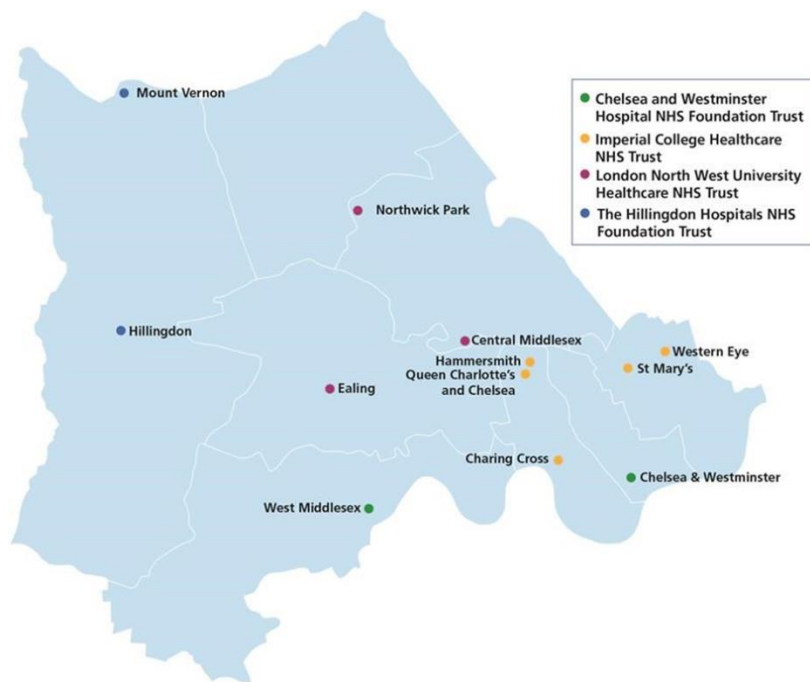 Mount Vernon
Northwick Park
Hillingdon
Central Middlesex
Hammersmith
Queen Charlotte's
and Chelsea
Western Eye
St Mary's
Ealing
Charing Cross
Chelsea & Westminster
West Middlesex
Chelsea and Westminster
Hospital NHS Foundation Trust
Imperial College Healthcare
NHS Trust
London North West University
Healthcare NHS Trust
The Hillingdon Hospitals NHS
Foundation Trust